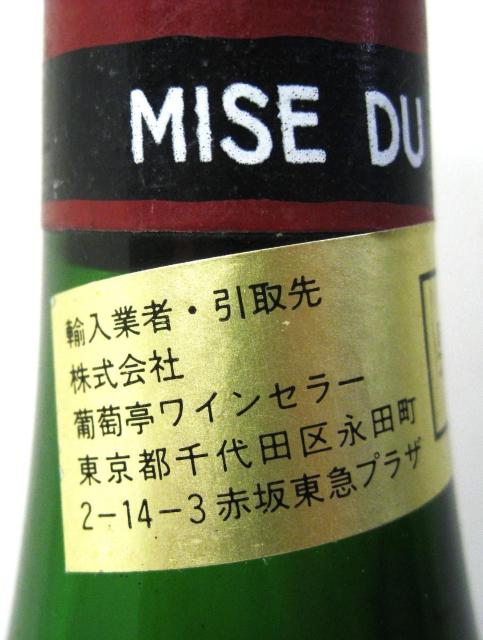 MISE DU
輸入業者・引取先
株式会社
葡萄亭ワインセラー
東京都千代田区永田町
2-14-3赤坂東急プラザ